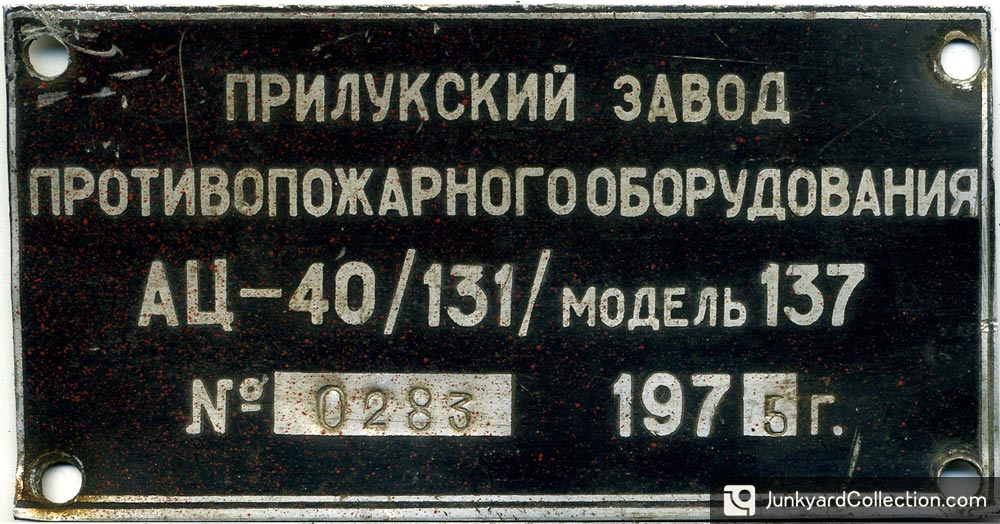 ПРИЛУКСКИЙ ЗАВОД
ПРОТИВОПОЖАРНОГО ОБОРУДОВАНИЯ
АЦ-40/131/ МОДЕЛЬ 137
№ 0283 1975 г.
JunkyardCollection.com